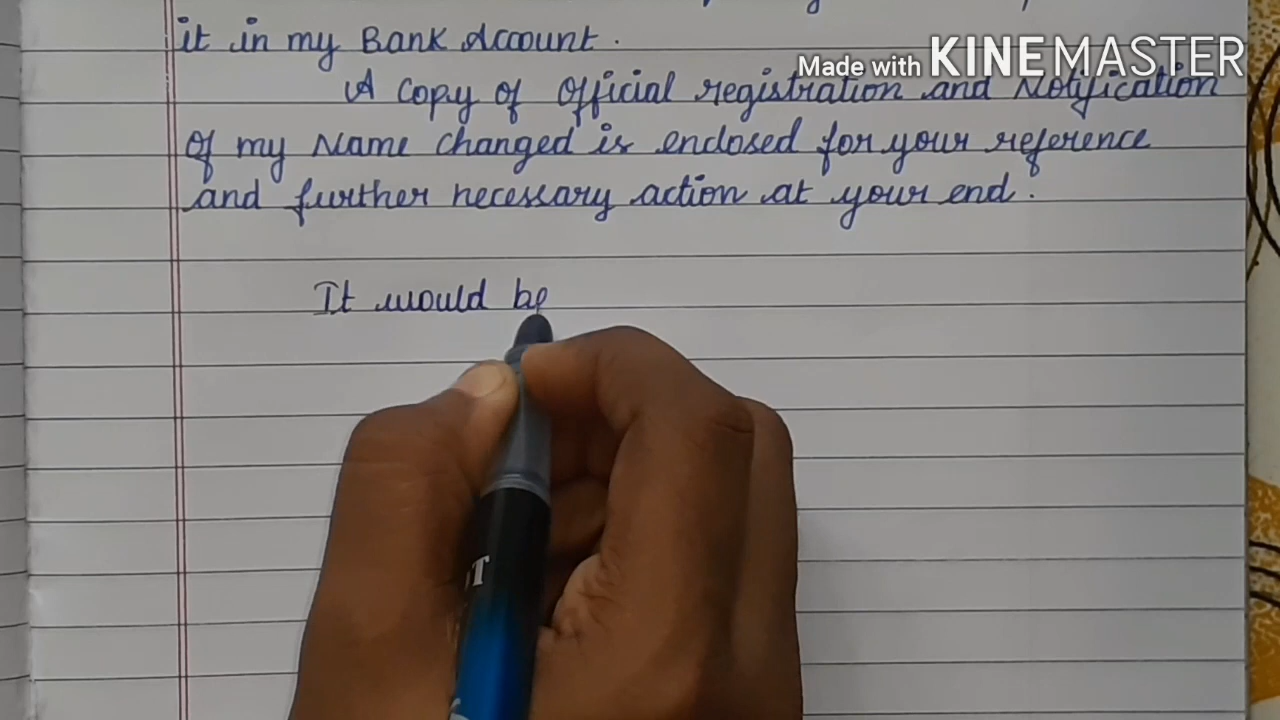 it in my Bank Account.
Made with KINEMASTER
A Copy of Official registration and Notification
Of my Name changed is enclosed for your reference
and further necessary action at your end.
It would be
T